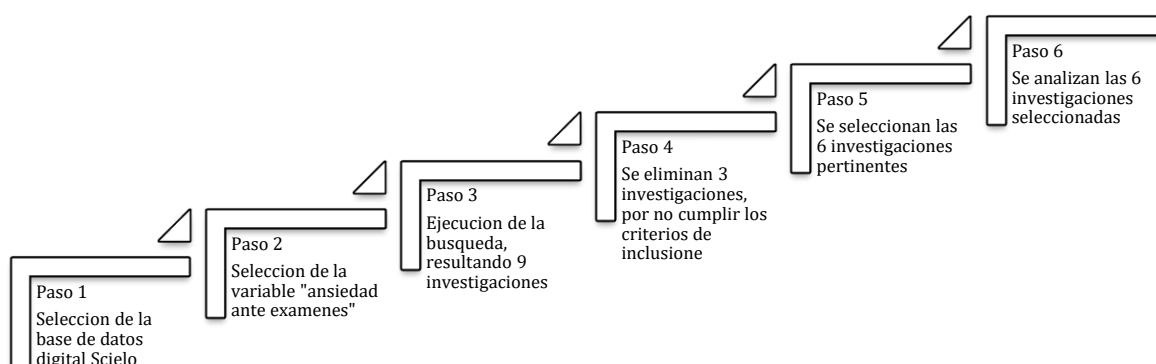 Paso 1
Seleccion de la
base de datos
digital Scielo
Paso 2
Seleccion de la
variable "ansiedad
ante examenes"
Paso 3
Ejecucion de la
busqueda,
resultando 9
investigaciones
Paso 4
Se eliminan 3
investigaciones,
por no cumplir los
criterios de
inclusione
Paso 5
Se seleccionan las
6 investigaciones
pertinentes
Paso 6
Se analizan las 6
investigaciones
seleccionadas